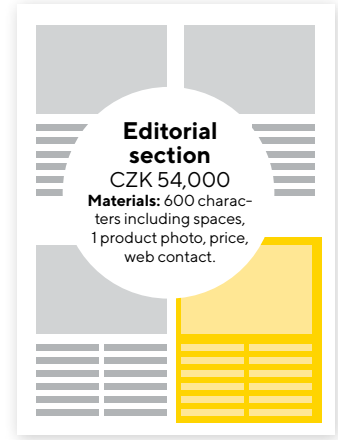 Editorial
section
CZK 54,000
Materials: 600 charac-
ters including spaces,
1 product photo, price,
web contact.